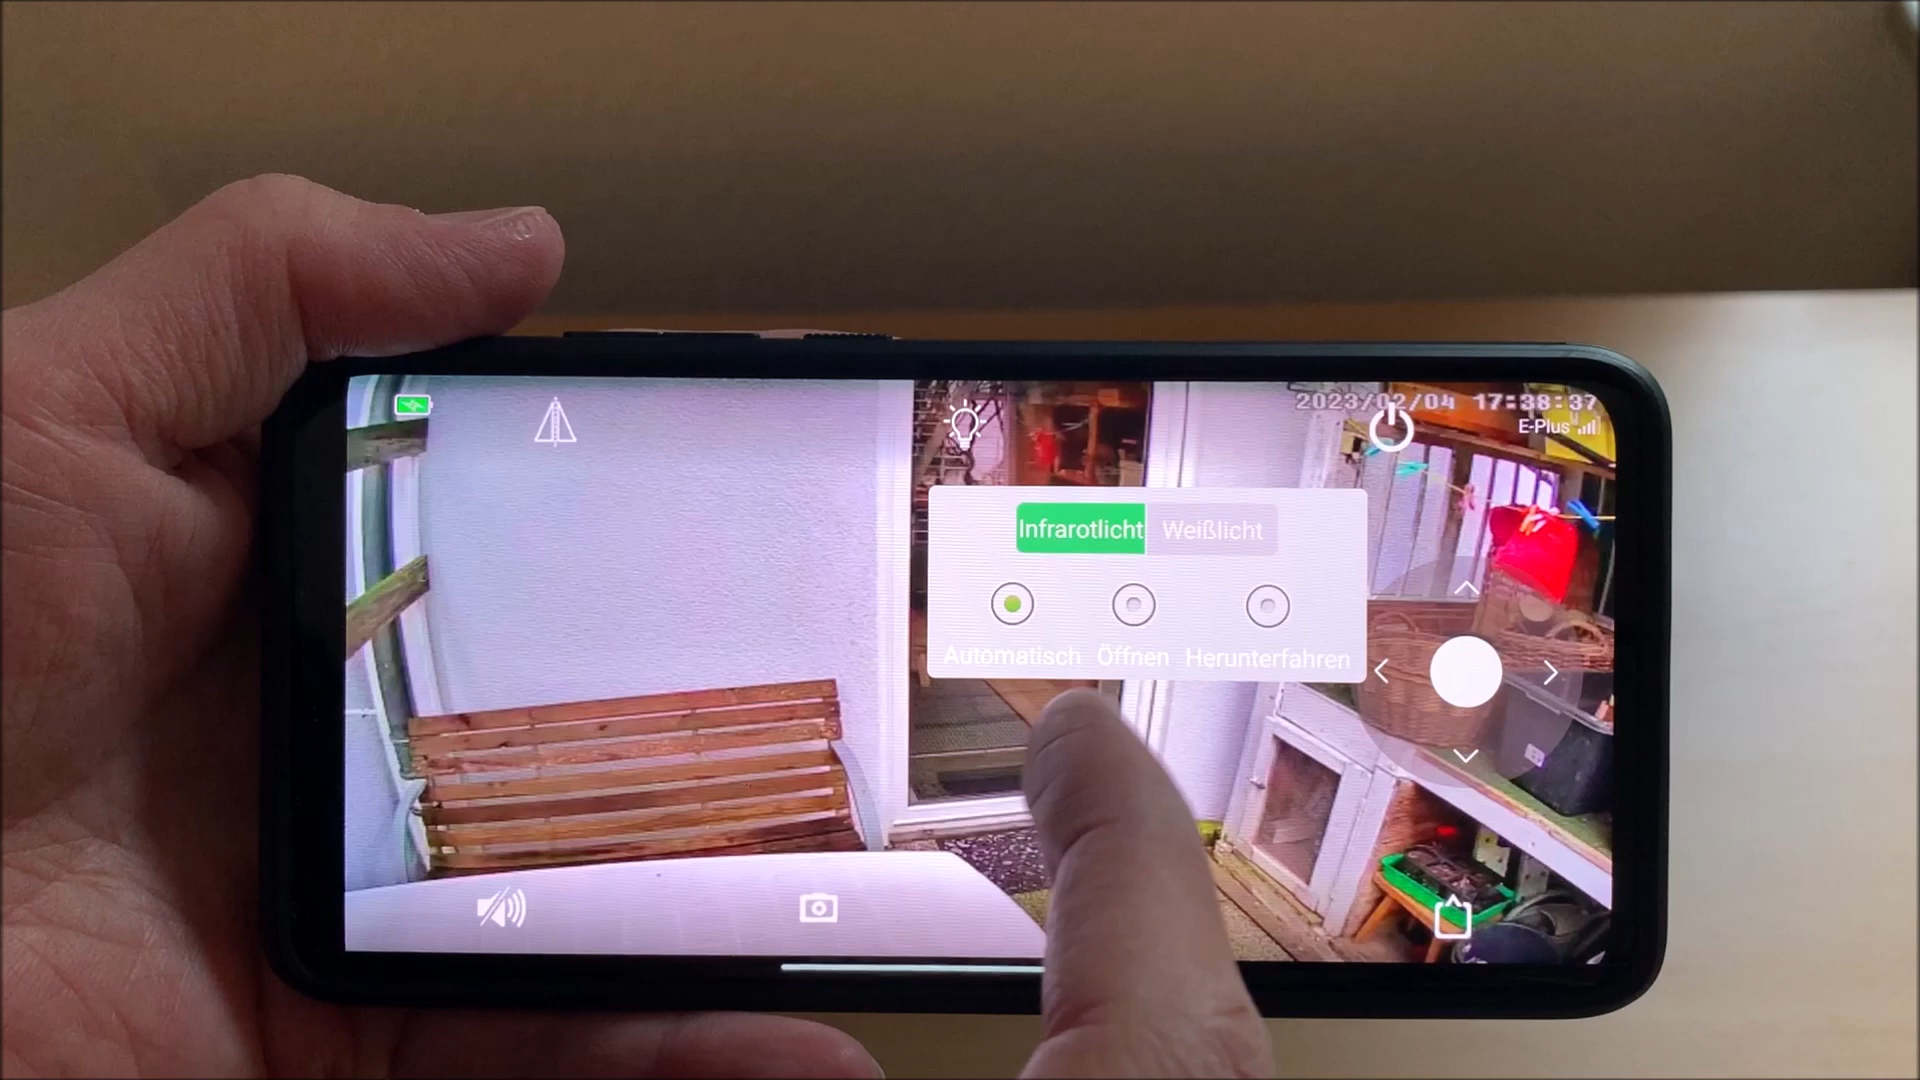 2023/02/04 17:38:37
E-Plus
Infrarotlicht Weißlicht
Automatisch Öffnen Herunterfahren